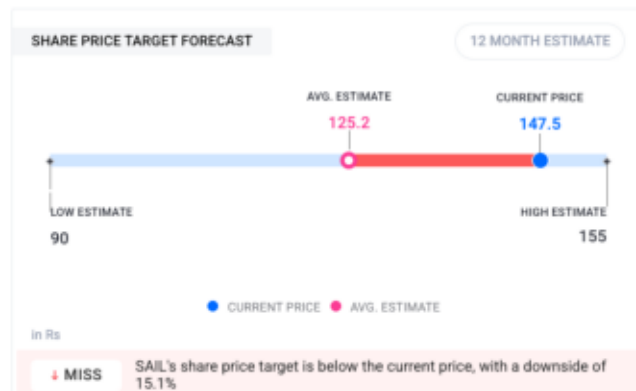 SHARE PRICE TARGET FORECAST
12 MONTH ESTIMATE
AVG. ESTIMATE
CURRENT PRICE
125.2
147.5
LOW ESTIMATE
HIGH ESTIMATE
90
155
CURRENT PRICE
AVG. ESTIMATE
in Rs
↓ MISS
SAIL's share price target is below the current price, with a downside of
15.1%